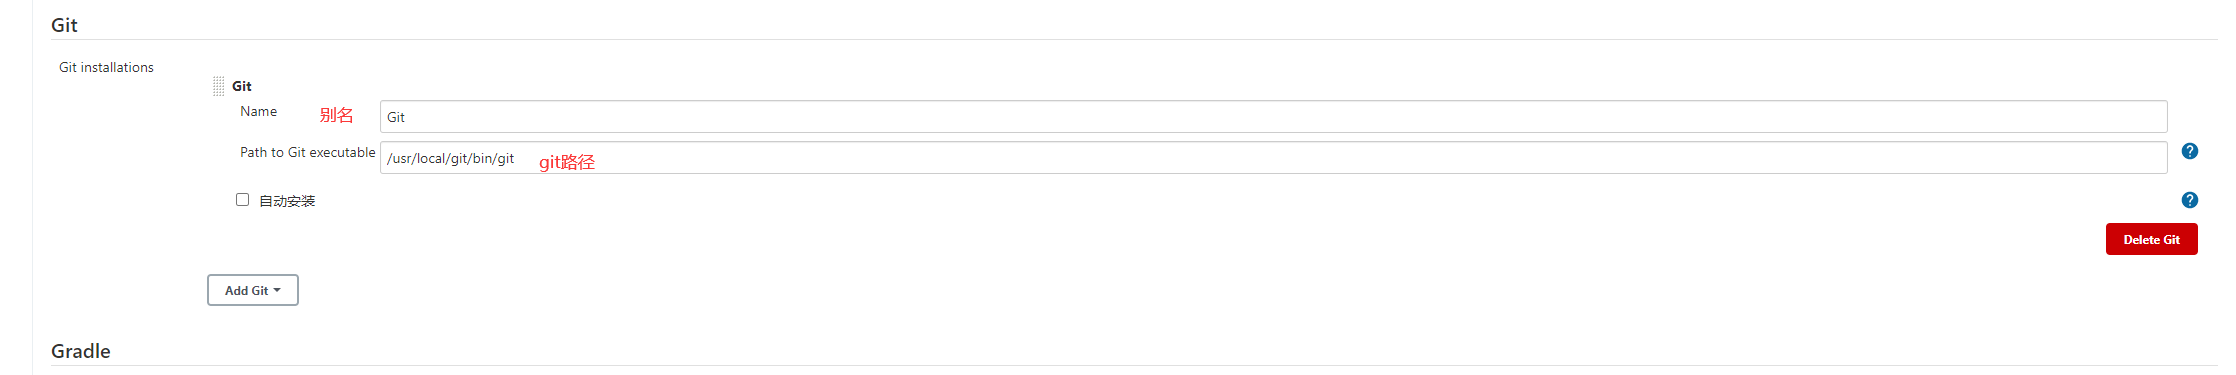 Git
Git installations
Git
Name 别名 Git
Path to Git executable /usr/local/git/bin/git git路径
自动安装
Delete Git
Add Git
Gradle